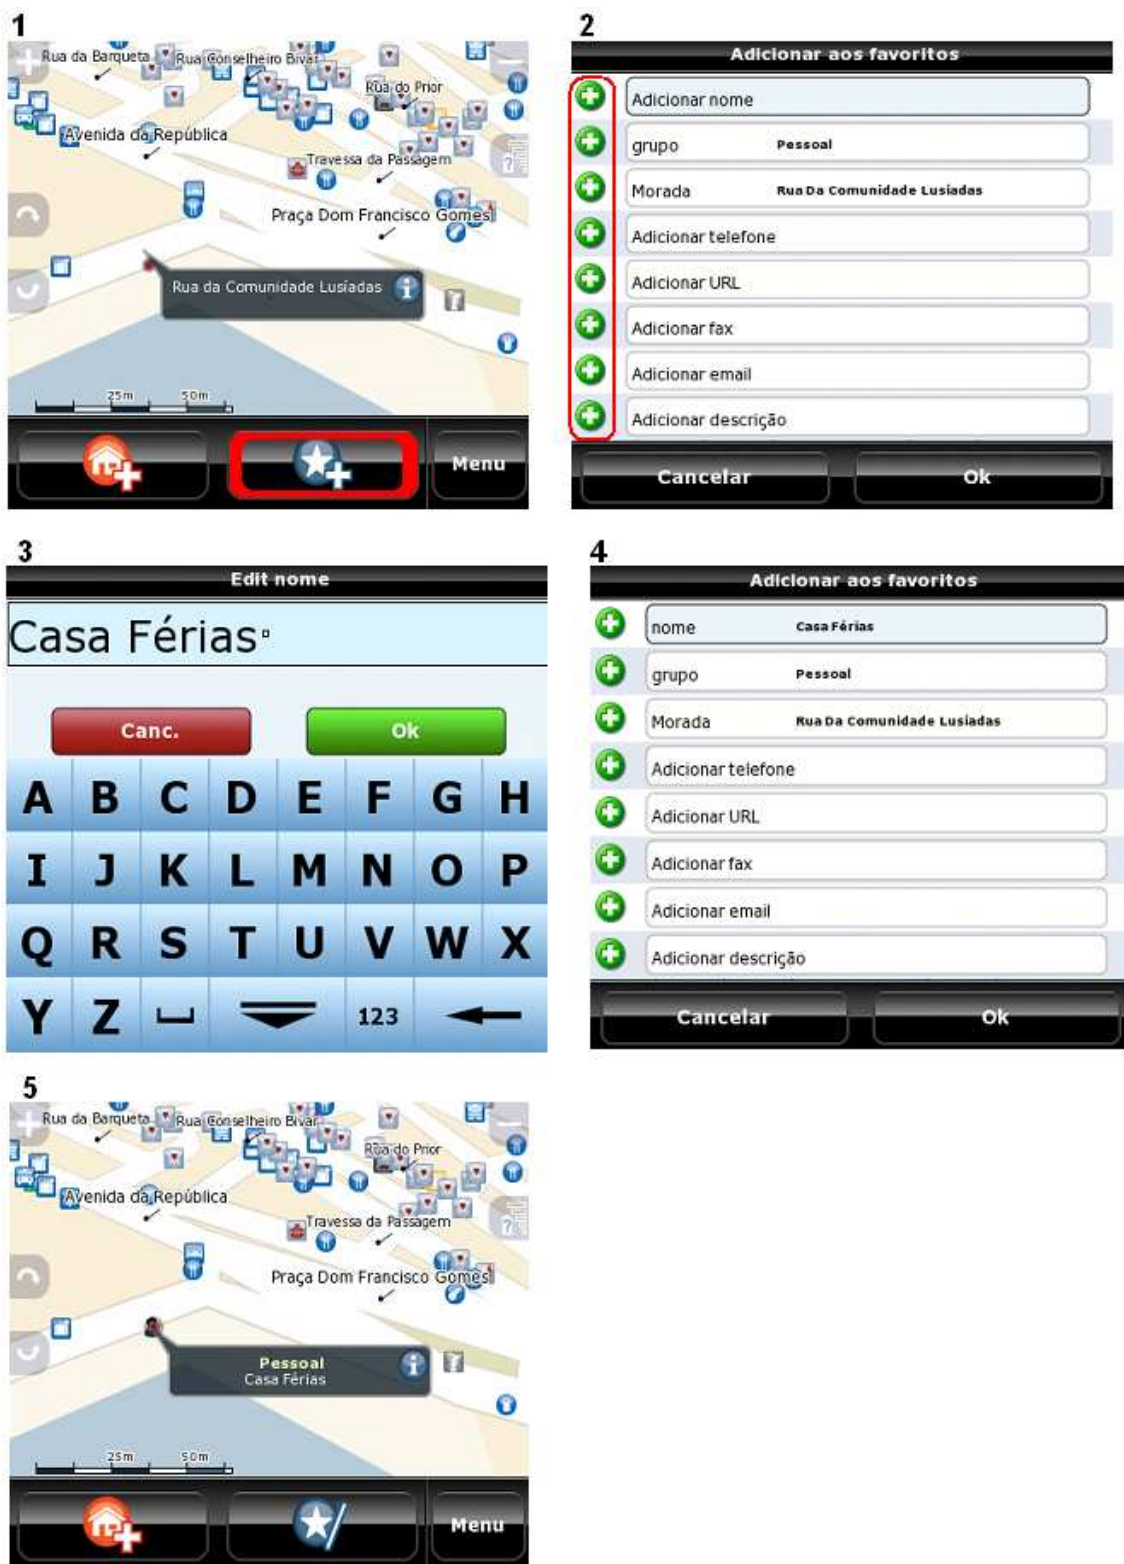 1
Rua da Barqueta
Rua Conselheiro Bivar
Rua do Prior
Avenida da República
Travessa da Passagem
Praça Dom Francisco Gomes
Rua da Comunidade Lusíadas
25m 50m
Menu
2
Adicionar aos favoritos
Adicionar nome
grupo Pessoal
Morada Rua Da Comunidade Lusiadas
Adicionar telefone
Adicionar URL
Adicionar fax
Adicionar email
Adicionar descrição
Cancelar Ok
3
Edit nome
Casa Férias
Canc. Ok
A B C D E F G H
I J K L M N O P
Q R S T U V W X
Y Z 123
4
Adicionar aos favoritos
nome Casa Férias
grupo Pessoal
Morada Rua Da Comunidade Lusiadas
Adicionar telefone
Adicionar URL
Adicionar fax
Adicionar email
Adicionar descrição
Cancelar Ok
5
Rua da Barqueta
Rua Conselheiro Bivar
Rua do Prior
Avenida da República
Travessa da Passagem
Praça Dom Francisco Gomes
Pessoal
Casa Férias
25m 50m
Menu